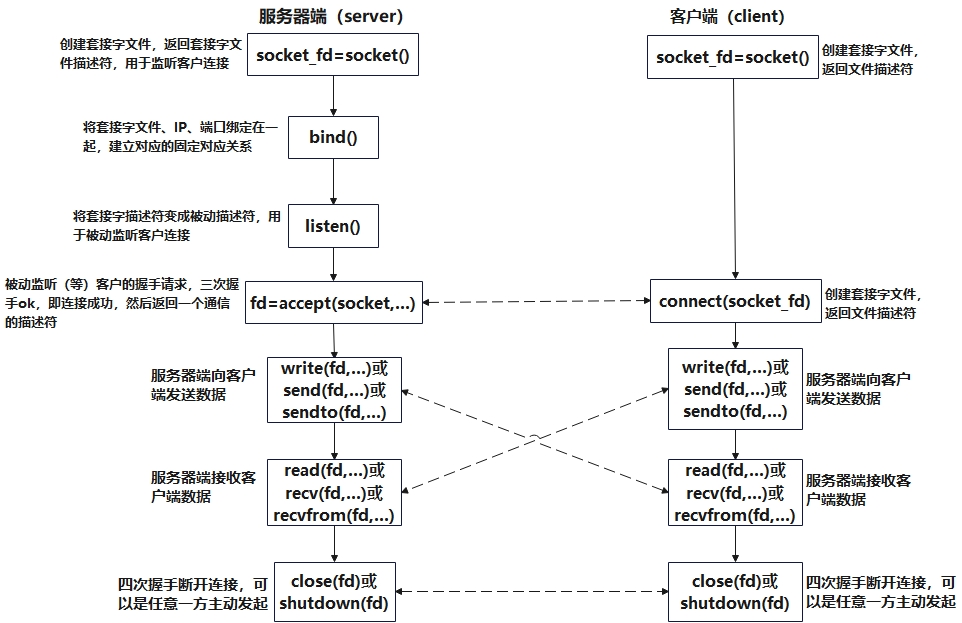 服务器端（server）
客户端（client）
创建套接字文件，返回套接字文
件描述符，用于监听客户连接
socket_fd=socket()
socket_fd=socket()
创建套接字文件，
返回文件描述符
将套接字文件、IP、端口绑定在一
起，建立对应的固定对应关系
bind()
将套接字描述符变成被动描述符，用
于被动监听客户连接
listen()
被动监听（等）客户的握手请求，三次握
手ok，即连接成功，然后返回一个通信
的描述符
fd=accept(socket,...)
connect(socket_fd)
创建套接字文件，
返回文件描述符
服务器端向客户
端发送数据
write(fd,...)或
send(fd,...)或
sendto(fd,...)
write(fd,...)或
send(fd,...)或
sendto(fd,...)
服务器端向客户
端发送数据
服务器端接收客
户端数据
read(fd,...)或
recv(fd,...)或
recvfrom(fd,...)
read(fd,...)或
recv(fd,...)或
recvfrom(fd,...)
服务器端接收客
户端数据
四次握手断开连接，可
以是任意一方主动发起
close(fd)或
shutdown(fd)
close(fd)或
shutdown(fd)
四次握手断开连接，可
以是任意一方主动发起